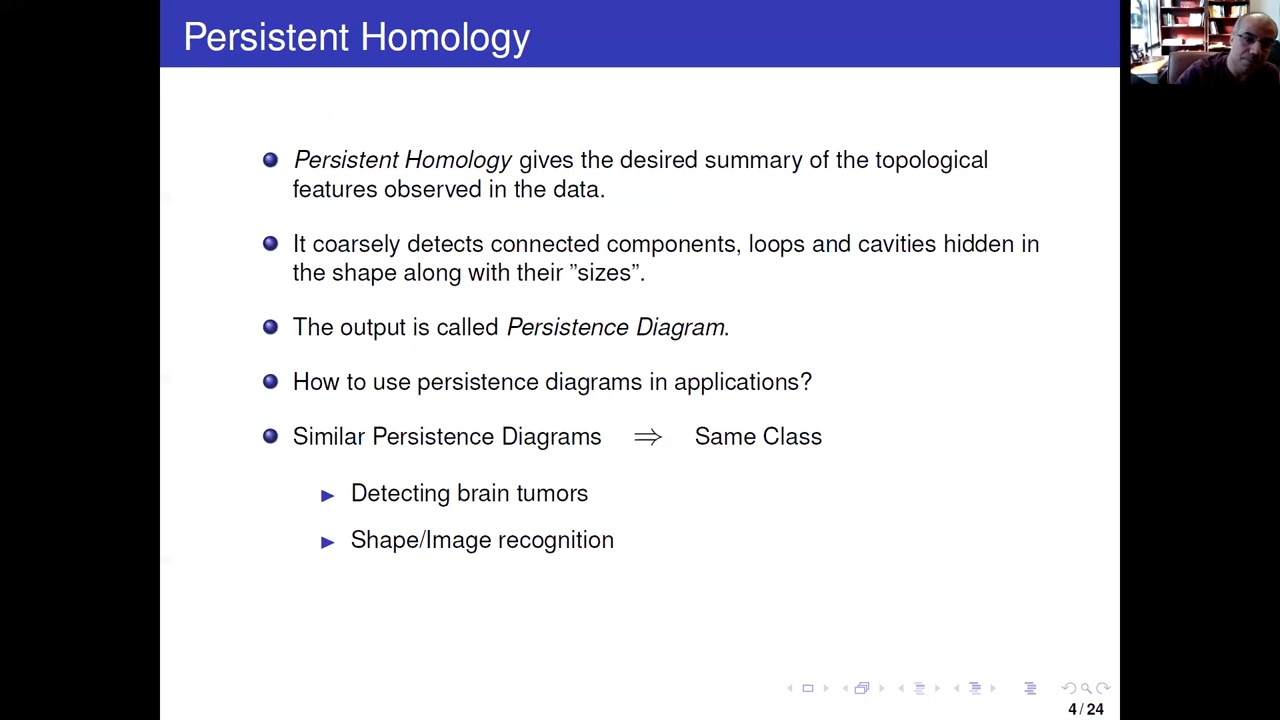 Persistent Homology
Persistent Homology gives the desired summary of the topological
features observed in the data.
It coarsely detects connected components, loops and cavities hidden in
the shape along with their ”sizes”.
The output is called Persistence Diagram.
How to use persistence diagrams in applications?
Similar Persistence Diagrams ⇒ Same Class
Detecting brain tumors
Shape/Image recognition
4 / 24